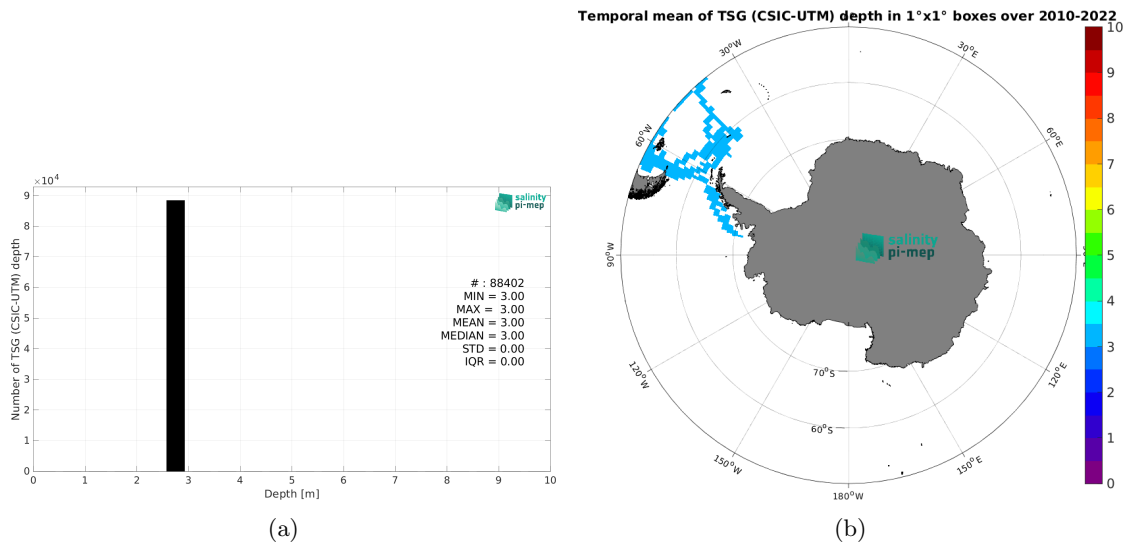 Temporal mean of TSG (CSIC-UTM) depth in 1°x1° boxes over 2010-2022
×10⁴
9
8
7
6
5
4
3
2
1
0
Number of TSG (CSIC-UTM) depth
salinity
pi-mep
# : 88402
MIN = 3.00
MAX = 3.00
MEAN = 3.00
MEDIAN = 3.00
STD = 0.00
IQR = 0.00
0 1 2 3 4 5 6 7 8 9 10
Depth [m]
(a)
30°W
30°E
60°W
60°E
90°W
salinity
pi-mep
120°W
120°E
70°S
60°S
150°W
150°E
180°W
10
9
8
7
6
5
4
3
2
1
0
(b)